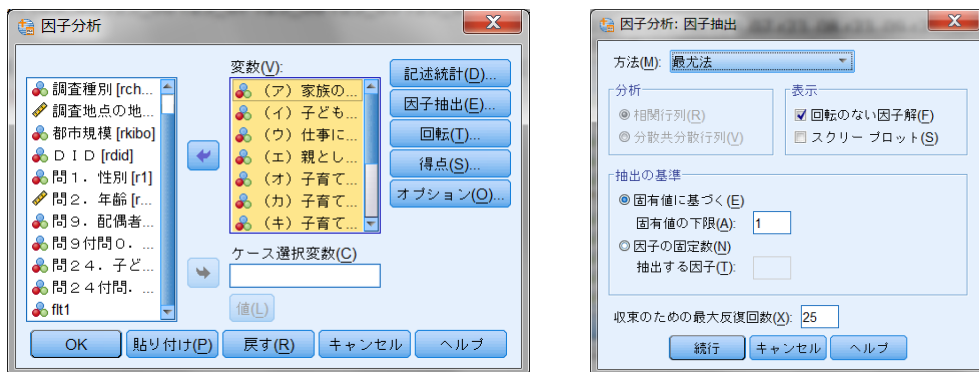 因子分析
変数(V):
調査種別 [rch...
調査地点の地...
都市規模 [rkibo]
ＤＩＤ [rdid]
問１．性別 [r1]
問２．年齢 [r...
問９．配偶者...
問９付問０．...
問２４．子ど...
問２４付問．...
flt1
（ア）家族の...
（イ）子ども...
（ウ）仕事に...
（エ）親とし...
（オ）子育て...
（カ）子育て...
（キ）子育て...
ケース選択変数(C)
値(L)
記述統計(D)...
因子抽出(E)...
回転(T)...
得点(S)...
オプション(O)...
OK 貼り付け(P) 戻す(R) キャンセル ヘルプ
因子分析: 因子抽出
方法(M): 最尤法
分析
相関行列(R)
分散共分散行列(V)
表示
回転のない因子解(F)
スクリー プロット(S)
抽出の基準
固有値に基づく(E)
固有値の下限(A): 1
因子の固定数(N)
抽出する因子(T):
収束のための最大反復回数(X): 25
続行 キャンセル ヘルプ